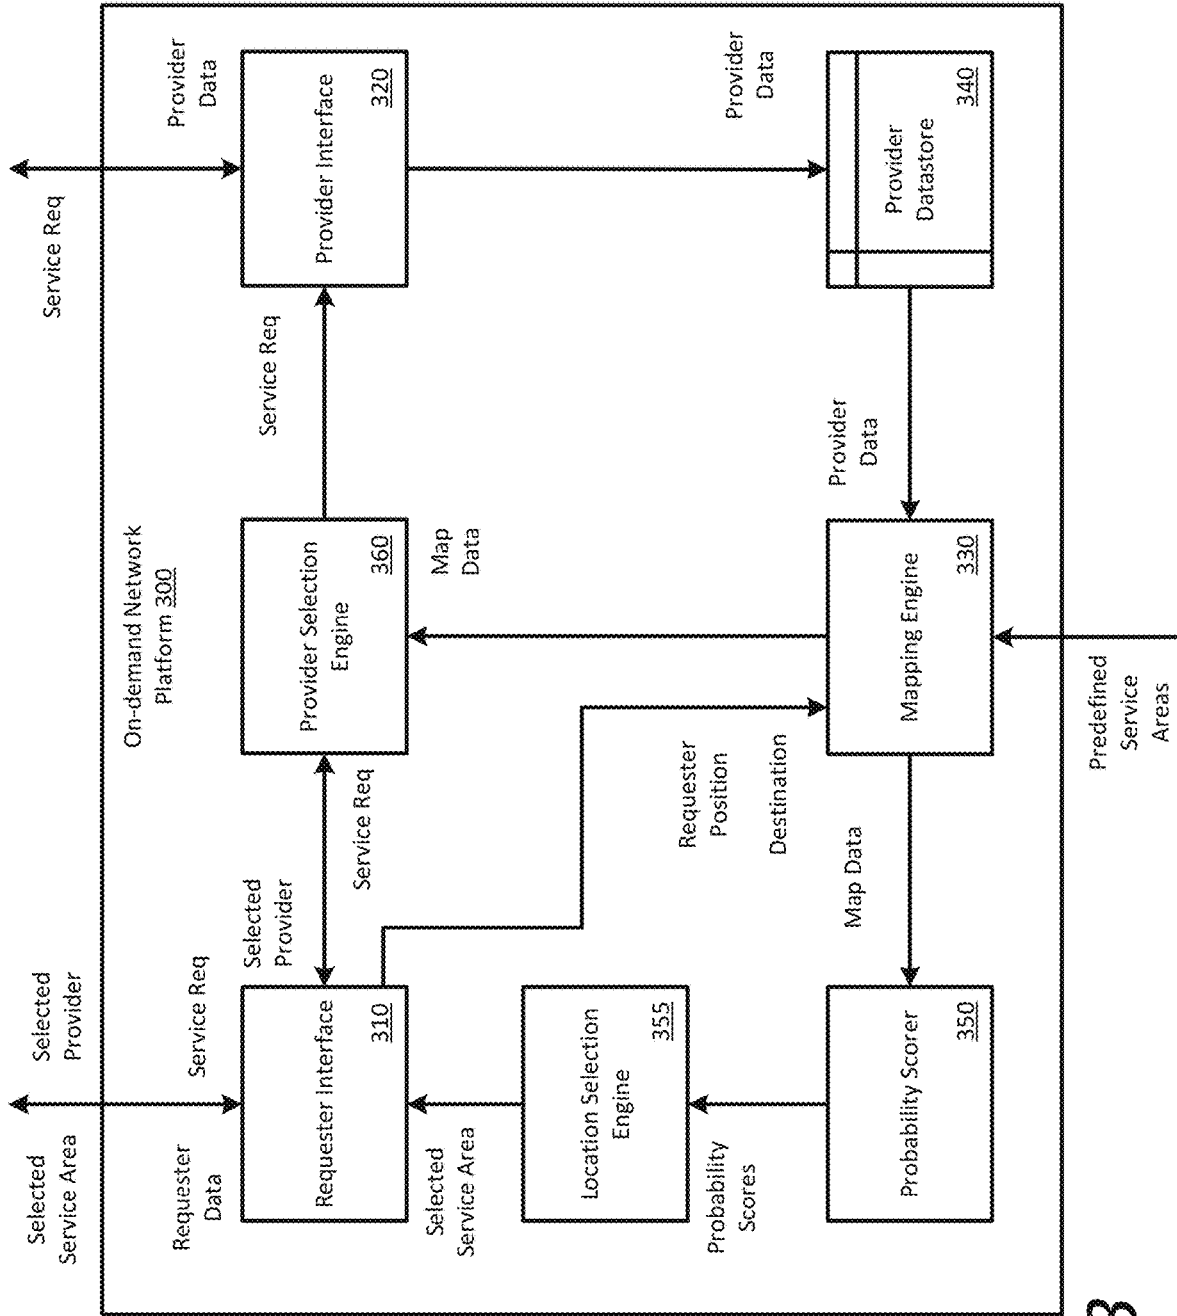 Selected
Service Area
Selected
Provider
Service Req
Requester
Data
Service Req
Provider
Data
On-demand Network
Platform 300
Requester Interface
310
Selected
Provider
Service Req
Provider Selection
Engine
360
Service Req
Provider Interface
320
Selected
Service Area
Map
Data
Location Selection
Engine
355
Requester
Position
Destination
Provider
Data
Probability
Scores
Map Data
Provider
Data
Probability Scorer
350
Mapping Engine
330
Provider
Datastore
340
Predefined
Service
Areas
3